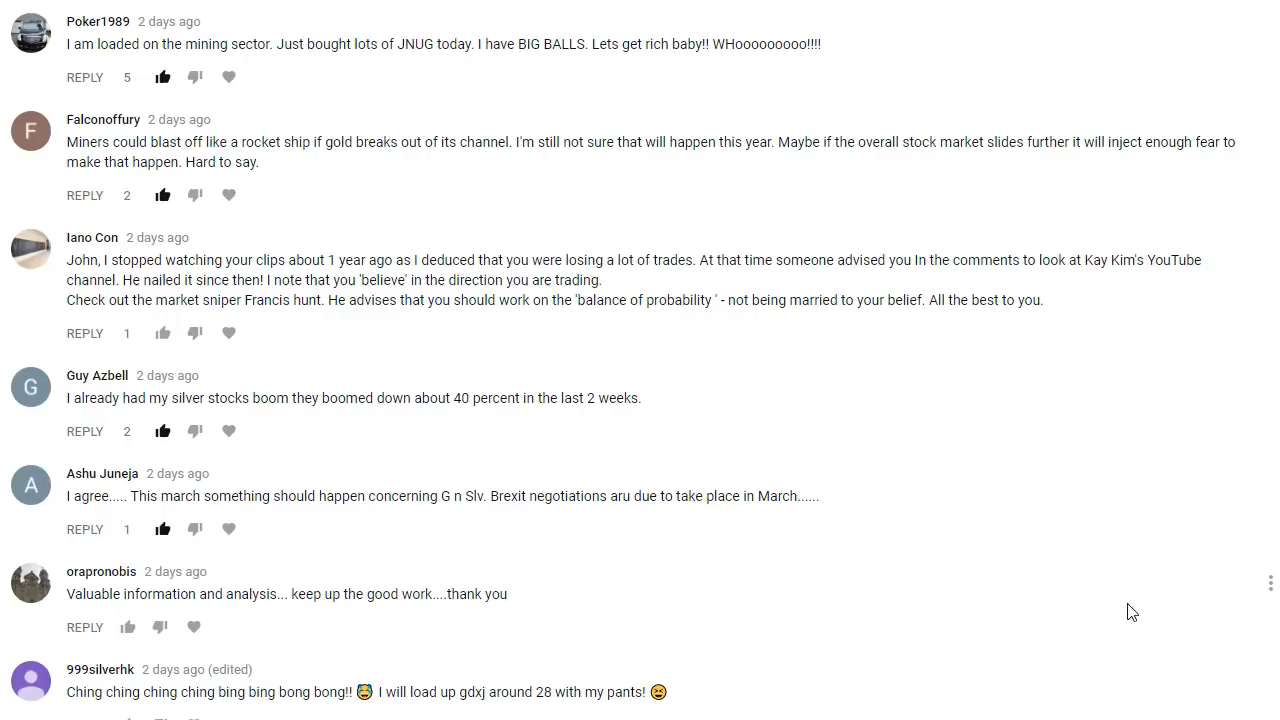 Poker1989 2 days ago
I am loaded on the mining sector. Just bought lots of JNUG today. I have BIG BALLS. Lets get rich baby!! WHooooooooo!!!!
REPLY 5
F
Falconoffury 2 days ago
Miners could blast off like a rocket ship if gold breaks out of its channel. I'm still not sure that will happen this year. Maybe if the overall stock market slides further it will inject enough fear to
make that happen. Hard to say.
REPLY 2
Iano Con 2 days ago
John, I stopped watching your clips about 1 year ago as I deduced that you were losing a lot of trades. At that time someone advised you In the comments to look at Kay Kim's YouTube
channel. He nailed it since then! I note that you 'believe' in the direction you are trading.
Check out the market sniper Francis hunt. He advises that you should work on the 'balance of probability ' - not being married to your belief. All the best to you.
REPLY 1
G
Guy Azbell 2 days ago
I already had my silver stocks boom they boomed down about 40 percent in the last 2 weeks.
REPLY 2
A
Ashu Juneja 2 days ago
I agree..... This march something should happen concerning G n Slv. Brexit negotiations aru due to take place in March......
REPLY 1
orapronobis 2 days ago
Valuable information and analysis... keep up the good work....thank you
REPLY
999silverhk 2 days ago (edited)
Ching ching ching ching bing bing bong bong!! 😅 I will load up gdxj around 28 with my pants! 😆